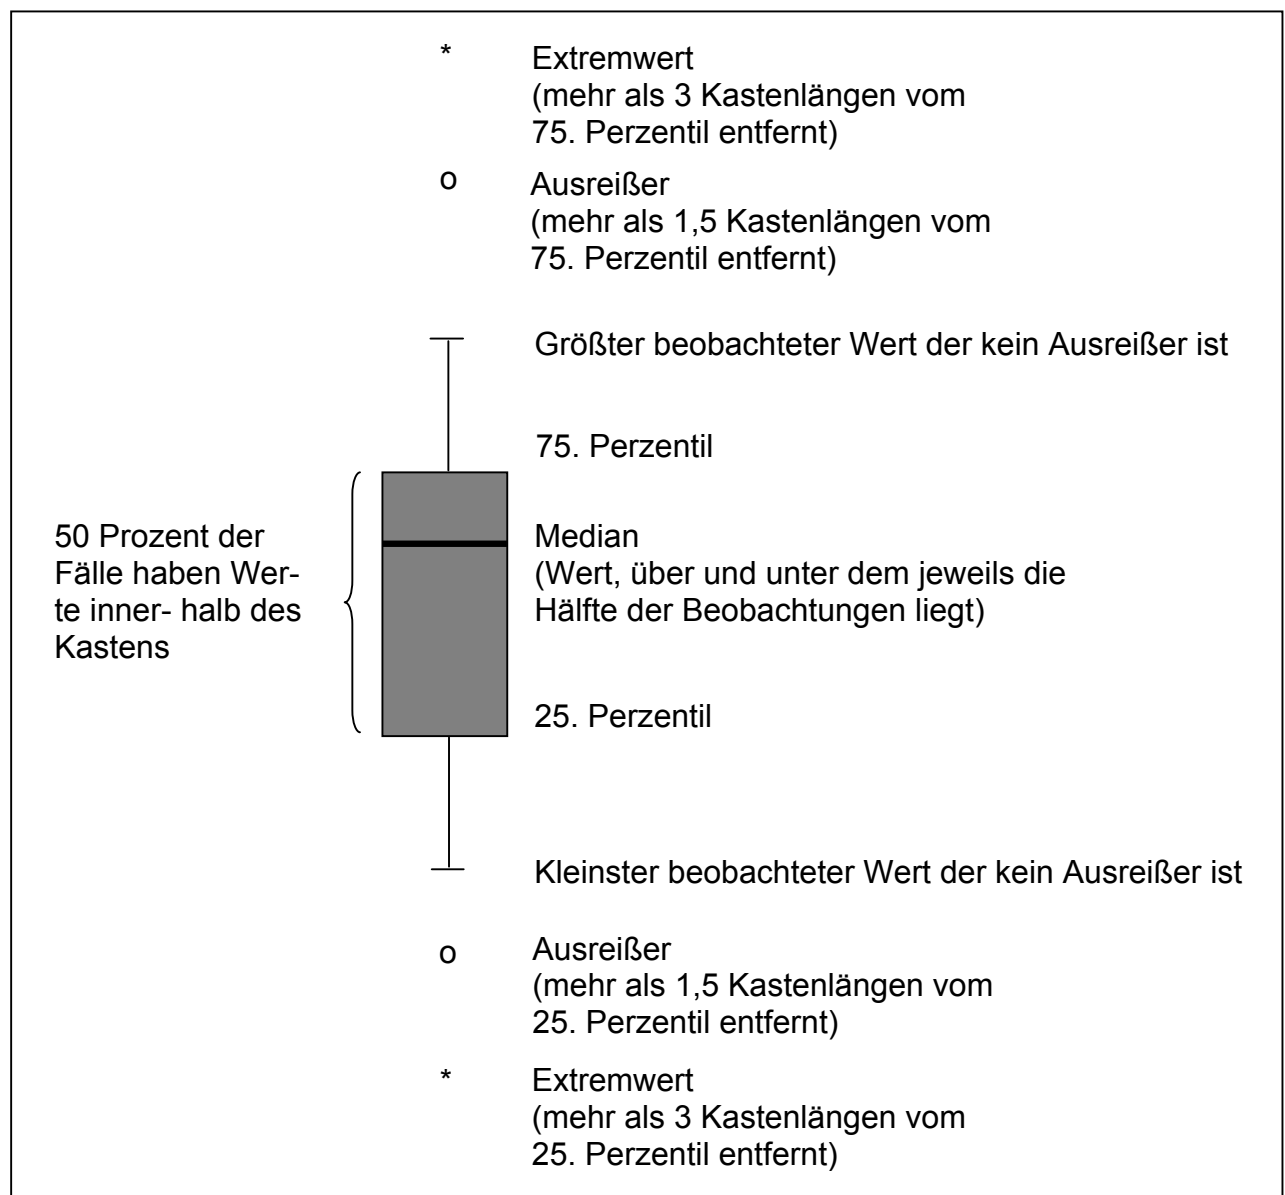 *
Extremwert
(mehr als 3 Kastenlängen vom
75. Perzentil entfernt)
o
Ausreißer
(mehr als 1,5 Kastenlängen vom
75. Perzentil entfernt)
Größter beobachteter Wert der kein Ausreißer ist
75. Perzentil
50 Prozent der
Fälle haben Wer-
te inner- halb des
Kastens
Median
(Wert, über und unter dem jeweils die
Hälfte der Beobachtungen liegt)
25. Perzentil
Kleinster beobachteter Wert der kein Ausreißer ist
o
Ausreißer
(mehr als 1,5 Kastenlängen vom
25. Perzentil entfernt)
*
Extremwert
(mehr als 3 Kastenlängen vom
25. Perzentil entfernt)